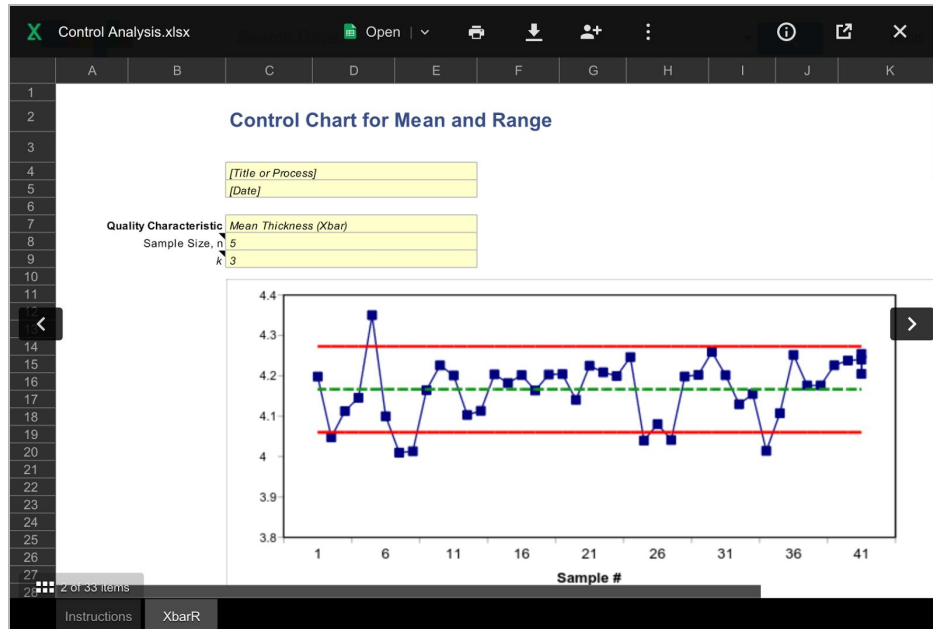 X Control Analysis.xlsx Open
A B C D E F G H I J K
1
2 Control Chart for Mean and Range
3
4 [Title or Process]
5 [Date]
6
7 Quality Characteristic Mean Thickness (Xbar)
8 Sample Size, n 5
9 k 3
10
11
12
13
14
15
16
17
18
19
20
21
22
23
24
25
26
27
28
4.4
4.3
4.2
4.1
4
3.9
3.8
1 6 11 16 21 26 31 36 41
Sample #
2 of 33 items
Instructions XbarR